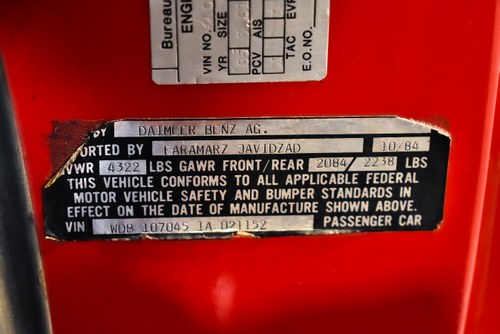 Bureau
ENGI
VIN NO.
YR SIZE
PCV AIS
TAC EVR
E.O.NO.
BY DAIMLER BENZ AG.
ORTED BY FARAMARZ JAVIDZAD 10/84
VWR 4322 LBS GAWR FRONT/REAR 2084/2238 LBS
THIS VEHICLE CONFORMS TO ALL APPLICABLE FEDERAL
MOTOR VEHICLE SAFETY AND BUMPER STANDARDS IN
EFFECT ON THE DATE OF MANUFACTURE SHOWN ABOVE.
VIN WDB 107045 1A 021152 PASSENGER CAR